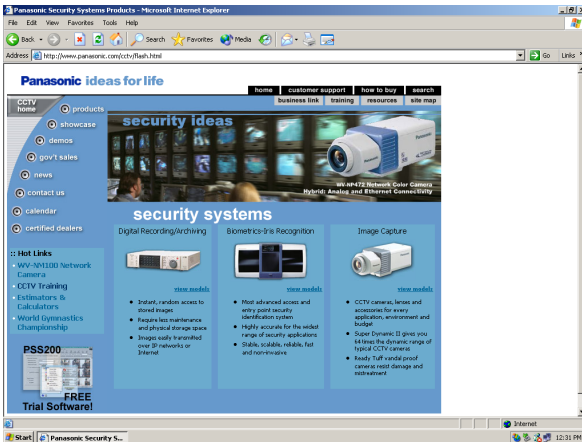 Panasonic Security Systems Products - Microsoft Internet Explorer
File Edit View Favorites Tools Help
Back Search Favorites Media
Address http://www.panasonic.com/cctv/flash.html Go Links
Panasonic ideas for life
home customer support how to buy search
business link training resources site map
CCTV home
products
showcase
demos
gov't sales
news
contact us
calendar
certified dealers
security ideas
Panasonic
WV-NP472 Network Color Camera
Hybrid: Analog and Ethernet Connectivity
security systems
:: Hot Links
WV-NM100 Network
Camera
CCTV Training
Estimators &
Calculators
World Gymnastics
Championship
PSS200
FREE
Trial Software!
Digital Recording/Archiving
view models
Instant, random access to
stored images
Require less maintenance
and physical storage space
Images easily transmitted
over IP networks or
Internet
Biometrics-Iris Recognition
view models
Most advanced access and
entry point security
identification system
Highly accurate for the widest
range of security applications
Stable, scalable, reliable, fast
and non-invasive
Image Capture
view models
CCTV cameras, lenses and
accessories for every
application, environment and
budget
Super Dynamic II gives you
64 times the dynamic range of
typical CCTV cameras
Ready Tuff vandal proof
cameras resist damage and
mistreatment
Internet
Start Panasonic Security S... 12:31 PM